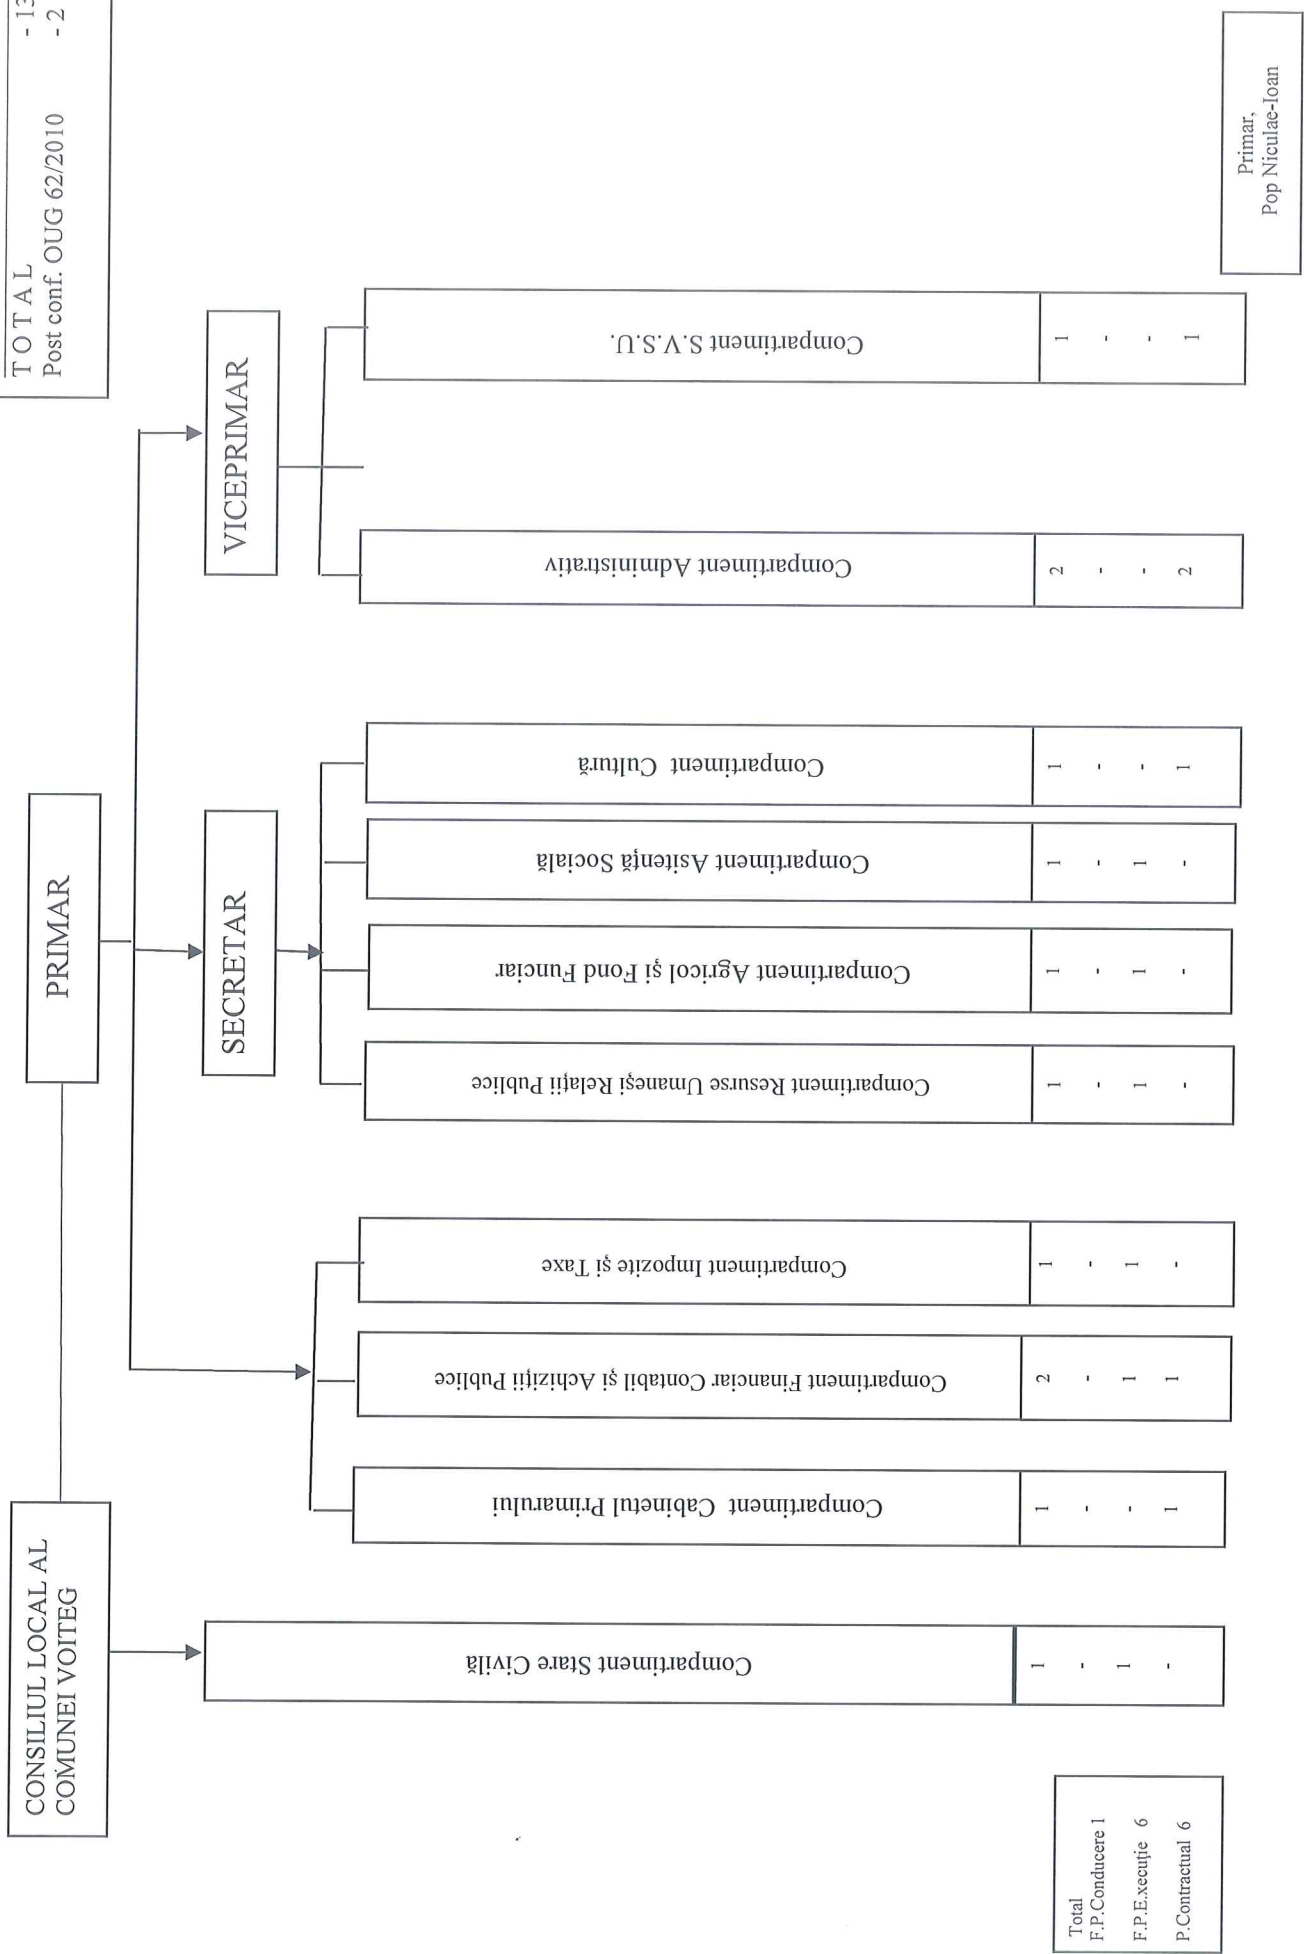 CONSILIUL LOCAL AL
COMUNEI VOITEG
PRIMAR
T O T A L - 13
Post conf. OUG 62/2010 - 2
SECRETAR
VICEPRIMAR
Compartiment Stare Civilă
1
-
1
-
Compartiment Cabinetul Primarului
1
-
-
1
Compartiment Financiar Contabil și Achiziții Publice
2
-
1
1
Compartiment Impozite și Taxe
1
-
1
-
Compartiment Resurse Umaneși Relații Publice
1
-
1
-
Compartiment Agricol și Fond Funciar
1
-
1
-
Compartiment Asitență Socială
1
-
1
-
Compartiment Cultură
1
-
-
1
Compartiment Administrativ
2
-
-
2
Compartiment S.V.S.U.
1
-
-
1
Total
F.P.Conducere 1
F.P.E.xecuție 6
P.Contractual 6
Primar,
Pop Niculae-Ioan